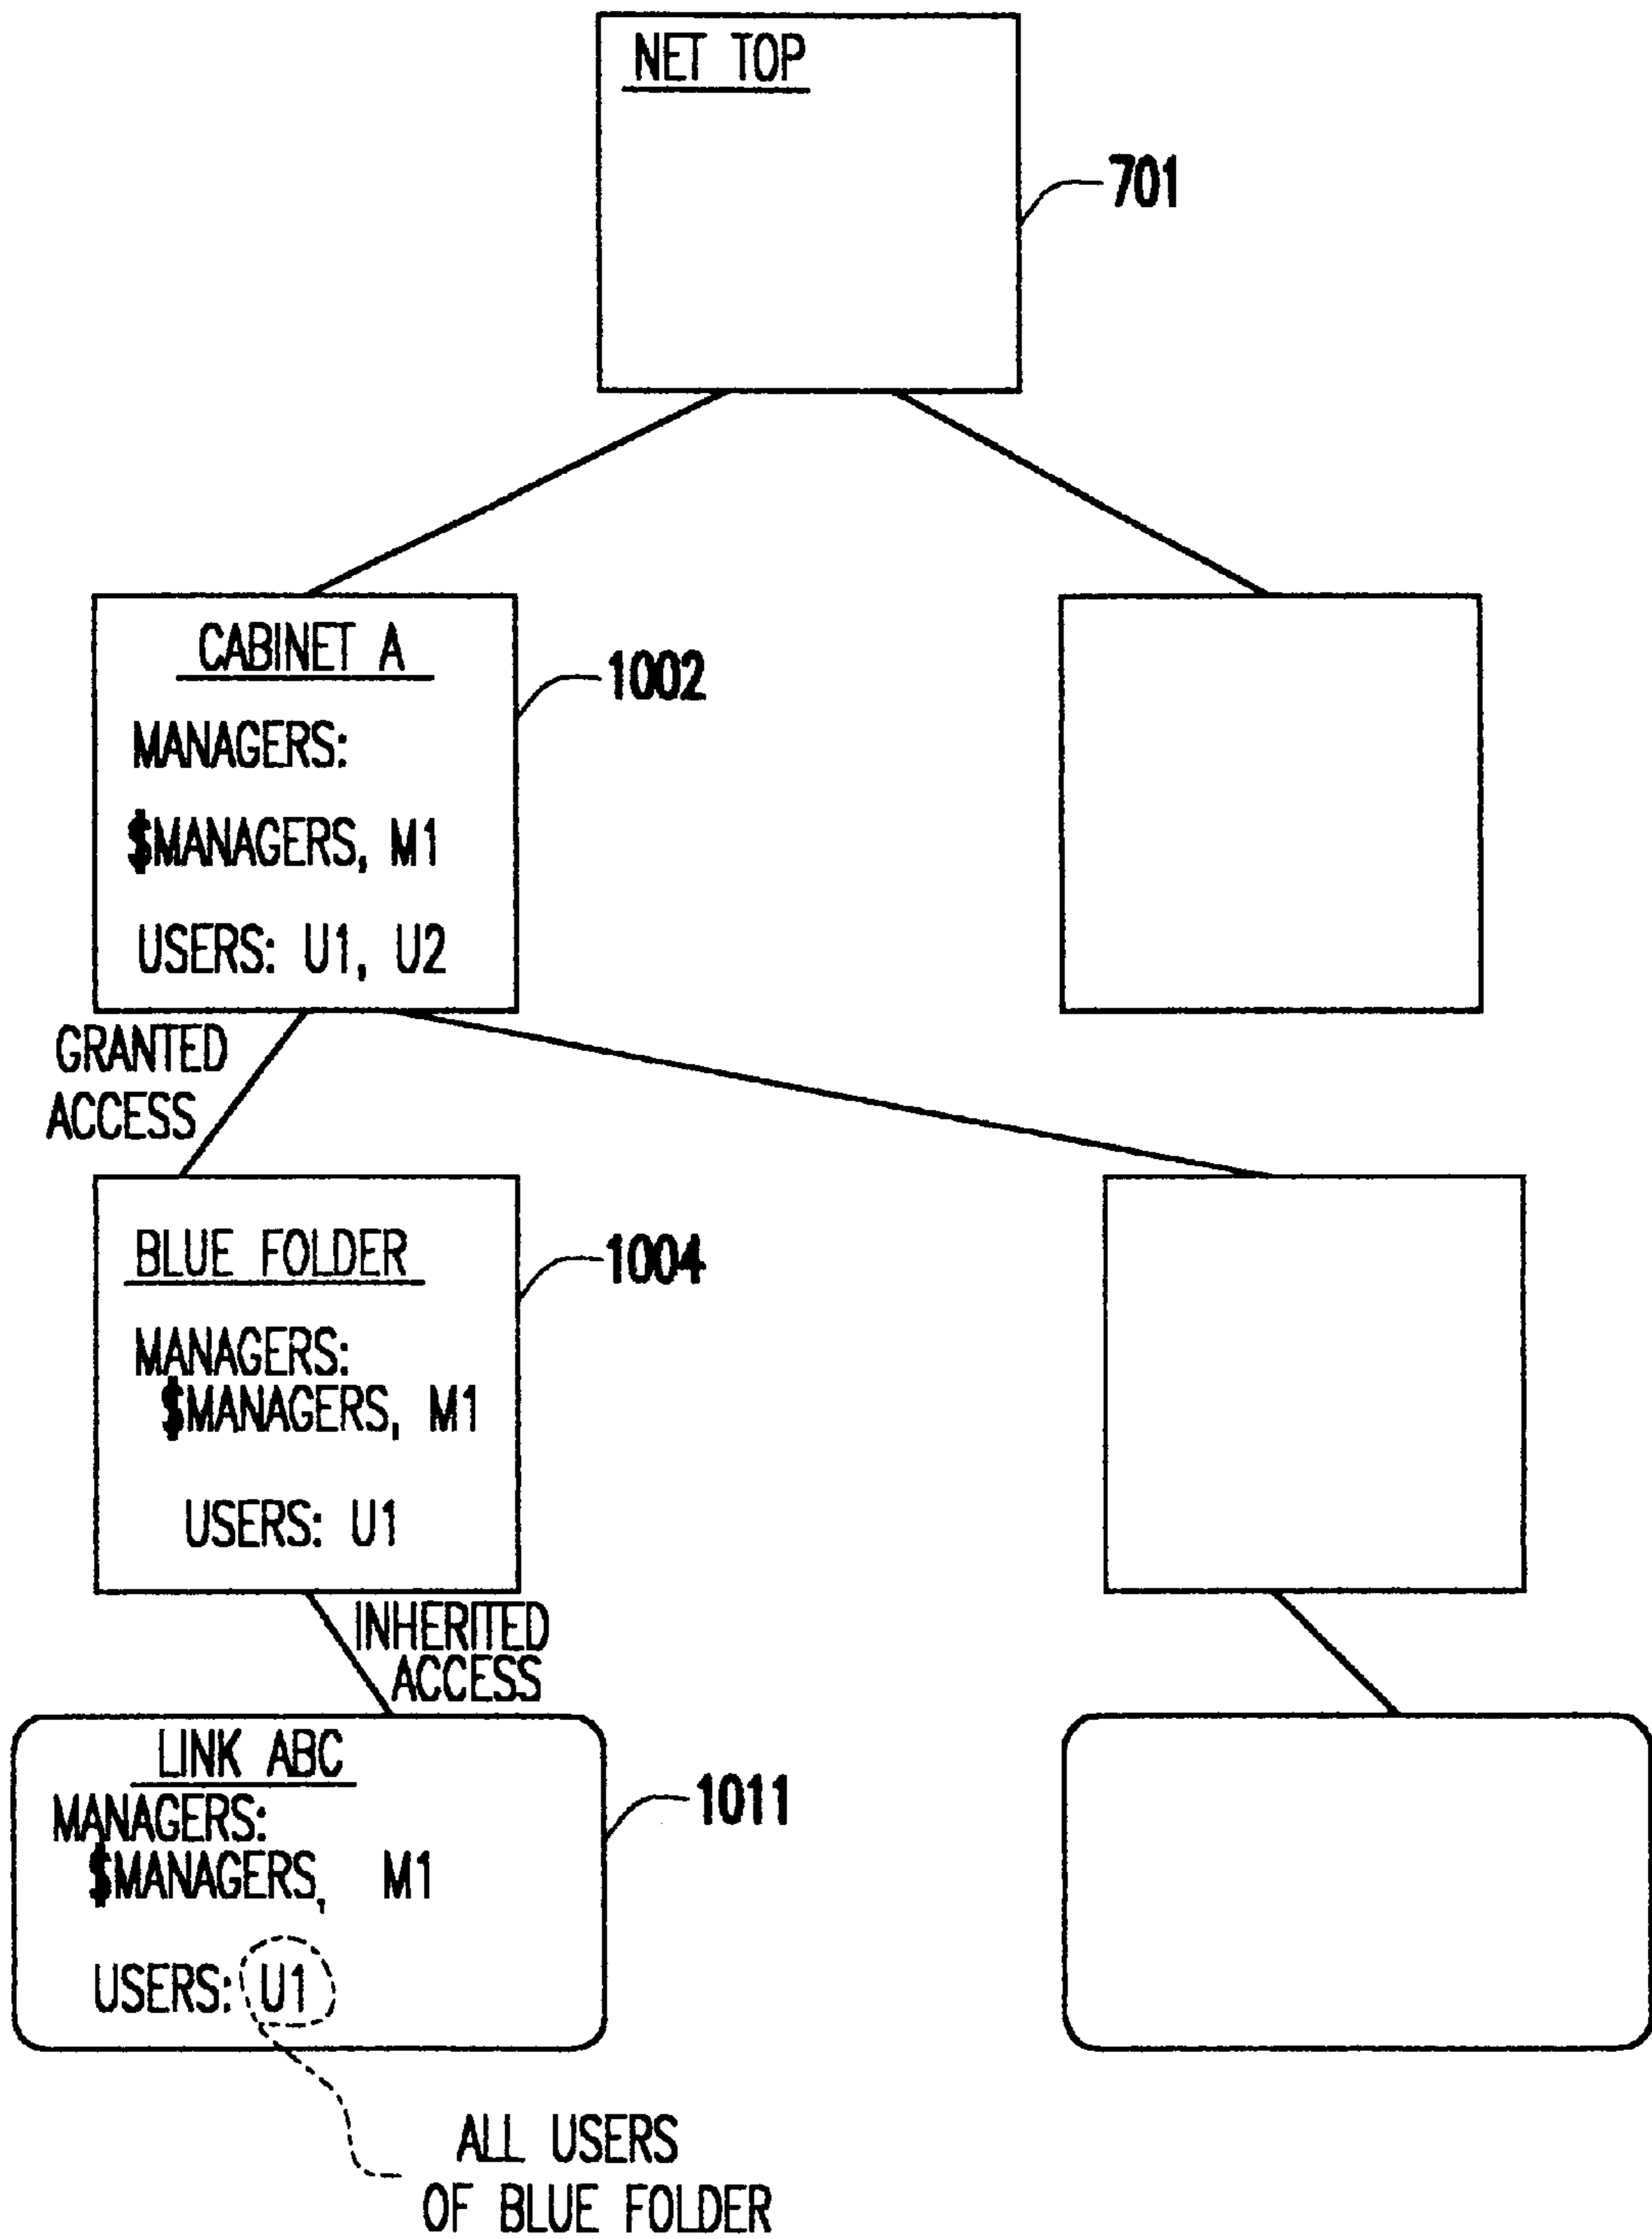 NET TOP
701
CABINET A
1002
MANAGERS:
$MANAGERS, M1
USERS: U1, U2
GRANTED
ACCESS
BLUE FOLDER
1004
MANAGERS:
$MANAGERS, M1
USERS: U1
INHERITED
ACCESS
LINK ABC
1011
MANAGERS:
$MANAGERS, M1
USERS: U1
ALL USERS
OF BLUE FOLDER